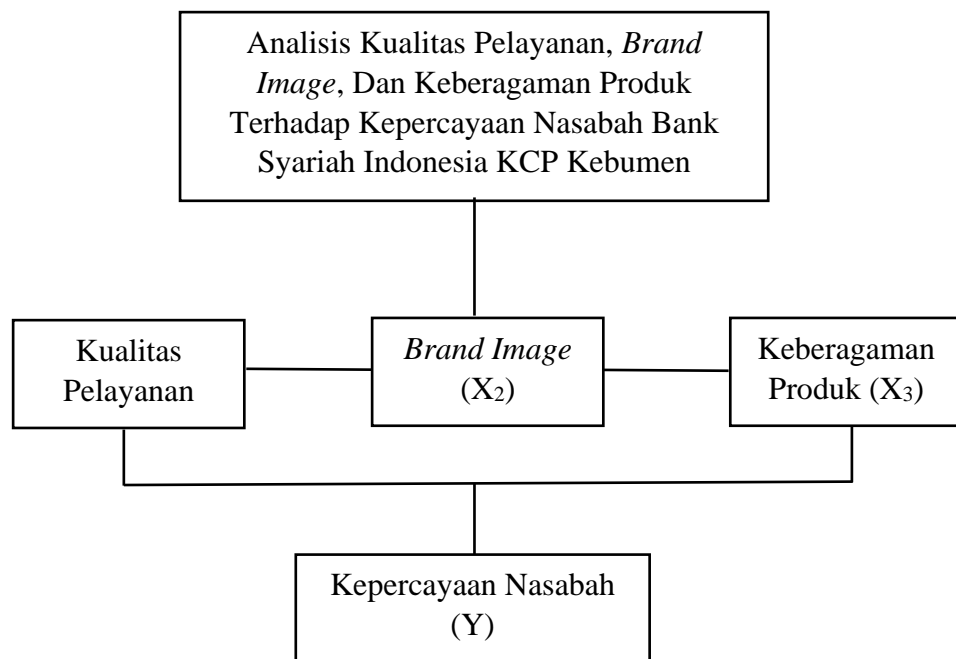 Analisis Kualitas Pelayanan, Brand
Image, Dan Keberagaman Produk
Terhadap Kepercayaan Nasabah Bank
Syariah Indonesia KCP Kebumen
Kualitas
Pelayanan
Brand Image
(X₂)
Keberagaman
Produk (X₃)
Kepercayaan Nasabah
(Y)